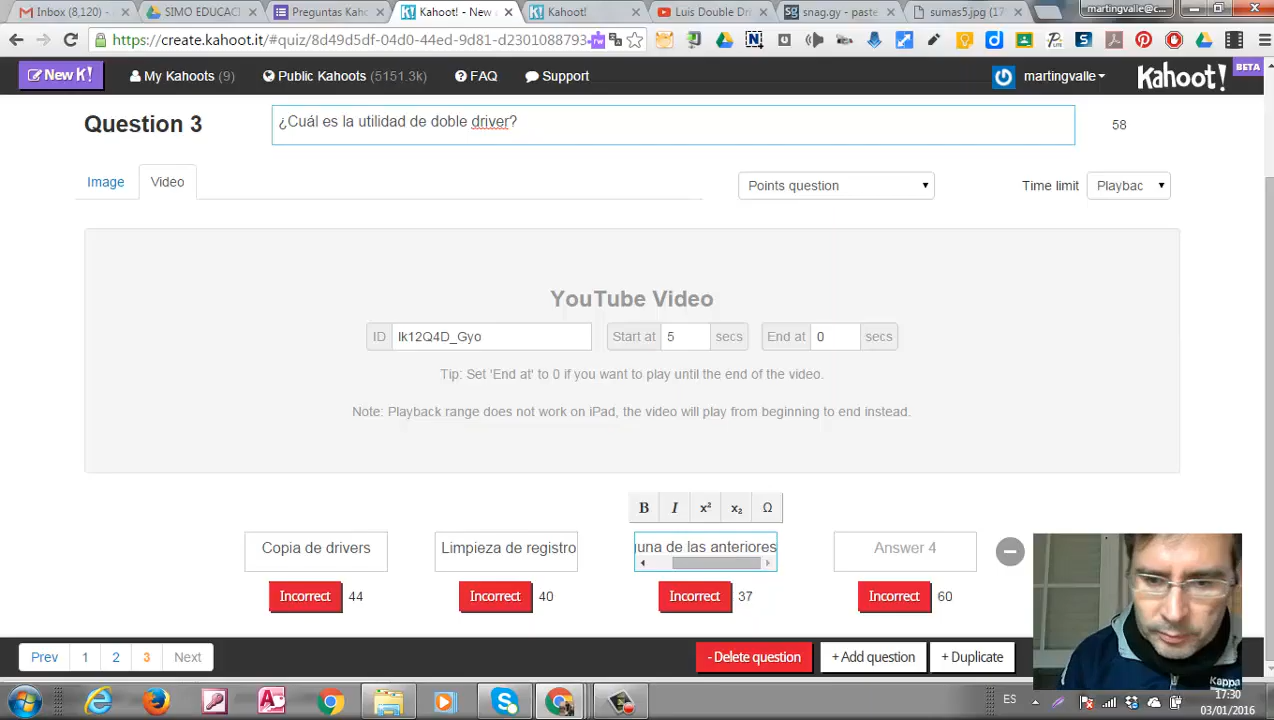 Inbox (8,120) -
SIMO EDUCACI
Preguntas Kaho
Kahoot! - New c
Kahoot!
Luis Double Dri
snag.gy - paste
sumas5.jpg (17
martingvalle@c...
https://create.kahoot.it/#quiz/8d49d5df-04d0-44ed-9d81-d2301088793
New K!
My Kahoots (9)
Public Kahoots (5151.3k)
FAQ
Support
martingvalle
Kahoot!
BETA
Question 3
¿Cuál es la utilidad de doble driver?
58
Image
Video
Points question
Time limit
Playbac
YouTube Video
ID
Ik12Q4D_Gyo
Start at
5
secs
End at
0
secs
Tip: Set 'End at' to 0 if you want to play until the end of the video.
Note: Playback range does not work on iPad, the video will play from beginning to end instead.
B I x² x₂ Ω
Copia de drivers
Limpieza de registro
una de las anteriores
Answer 4
Incorrect 44
Incorrect 40
Incorrect 37
Incorrect 60
Prev 1 2 3 Next
- Delete question
+ Add question
+ Duplicate
Kappa
ES
17:30
03/01/2016